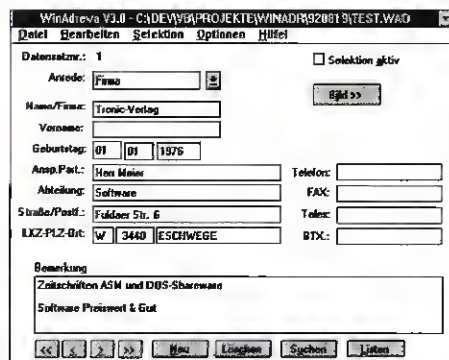 WinAdreva V3.0 - C:\DEV\VB\PROJEKTE\WINADR\920819\TEST.WAD
Datei Bearbeiten Selektion Optionen Hilfe!
Datensatznr.: 1
Selektion aktiv
Anrede: Firma
Bild >>
Name/Firma: Tronic-Verlag
Vorname:
Geburtstag: 01 01 1976
Ansp.Part.: Herr Meier Telefon:
Abteilung: Software FAX:
Straße/Postf.: Fuldaer Str. 6 Telex:
LKZ-PLZ-Ort: W 3440 ESCHWEGE BTX.:
Bemerkung
Zeitschriften ASM und DOS-Shareware
Software Preiswert & Gut
<< < > >> Neu Löschen Suchen Listen